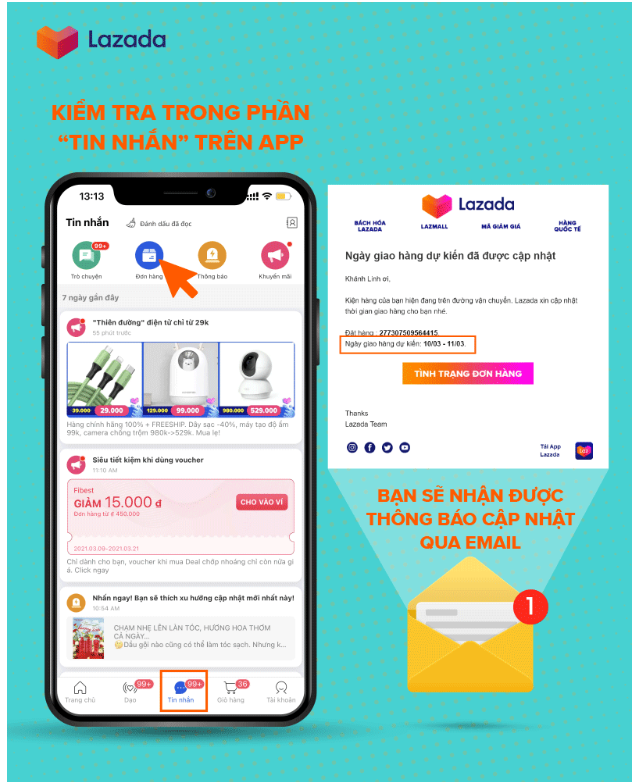 Lazada
KIỂM TRA TRONG PHẦN
“TIN NHẮN” TRÊN APP
13:13
Tin nhắn
Đánh dấu đã đọc
99+
Trò chuyện
Đơn hàng
Thông báo
Khuyến mãi
7 ngày gần đây
"Thiên đường" điện tử chỉ từ 29k
55 phút trước
39.000 29.000
129.000 99.000
980.000 529.000
Hàng chính hãng 100% + FREESHIP. Dây sạc -40%, máy tạo độ ẩm
99k, camera chống trộm 980k->529k. Mua lẹ!
Siêu tiết kiệm khi dùng voucher
11:10 AM
Fibest
GIẢM 15.000 đ
Đơn hàng từ ₫ 450.000
CHO VÀO VÍ
2021.03.09-2021.03.21
Chỉ dành cho bạn, voucher khi mua Deal chớp nhoáng chỉ còn nửa gi
á. Click ngay
Nhấn ngay! Bạn sẽ thích xu hướng cập nhật mới nhất này!
10:54 AM
CHẠM NHẸ LÊN LÀN TÓC, HƯƠNG HOA THƠM
CẢ NGÀY...
Dầu gội nào cũng có thể làm tóc sạch. Nhưng k...
99+
99+
36
Trang chủ
Dạo
Tin nhắn
Giỏ hàng
Tài khoản
Lazada
BÁCH HÓA
LAZADA
LAZMALL
MÃ GIẢM GIÁ
HÀNG
QUỐC TẾ
Ngày giao hàng dự kiến đã được cập nhật
Khánh Linh ơi,
Kiện hàng của bạn hiện đang trên đường vận chuyển. Lazada xin cập nhật
thời gian giao hàng cho bạn nhé.
Đặt hàng : 277307509564415.
Ngày giao hàng dự kiến: 10/03 - 11/03.
TÌNH TRẠNG ĐƠN HÀNG
Thanks
Lazada Team
Tải App
Lazada
BẠN SẼ NHẬN ĐƯỢC
THÔNG BÁO CẬP NHẬT
QUA EMAIL
1